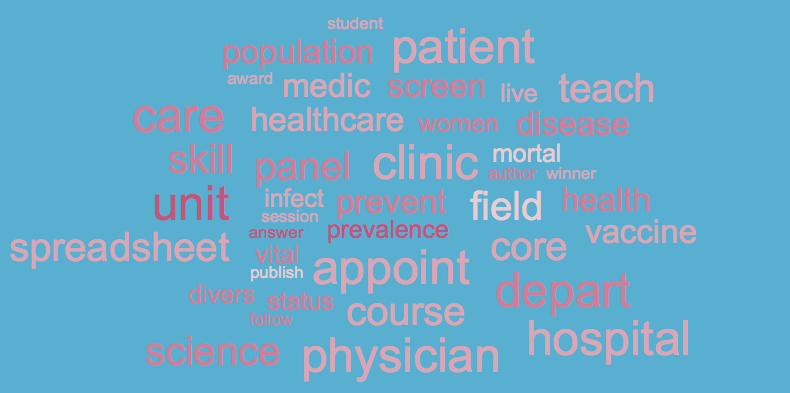 student
population patient
award medic screen live teach
care healthcare women disease
skill panel clinic mortal
author winner
unit infect prevent field health
session
answer prevalence
spreadsheet vital core vaccine
publish appoint
divers status course depart
follow
science physician hospital